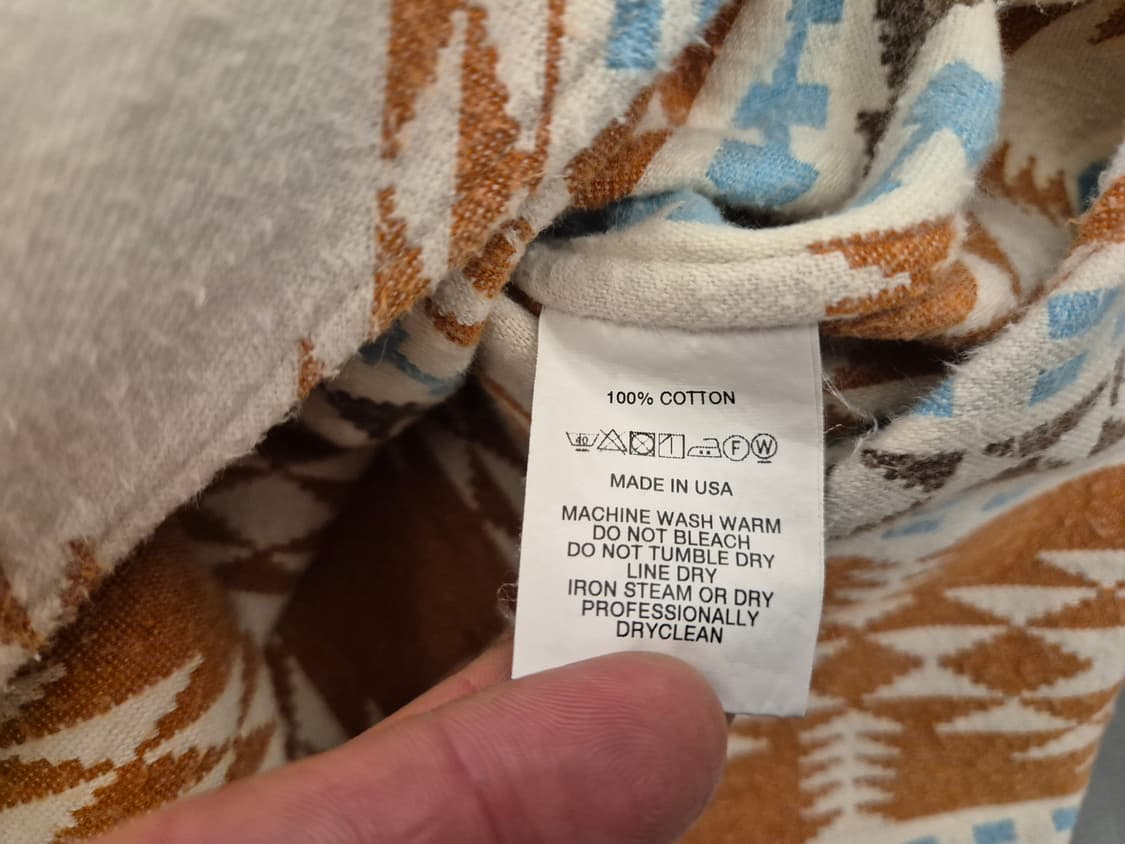 100% COTTON
40 F W
MADE IN USA
MACHINE WASH WARM
DO NOT BLEACH
DO NOT TUMBLE DRY
LINE DRY
IRON STEAM OR DRY
PROFESSIONALLY
DRYCLEAN